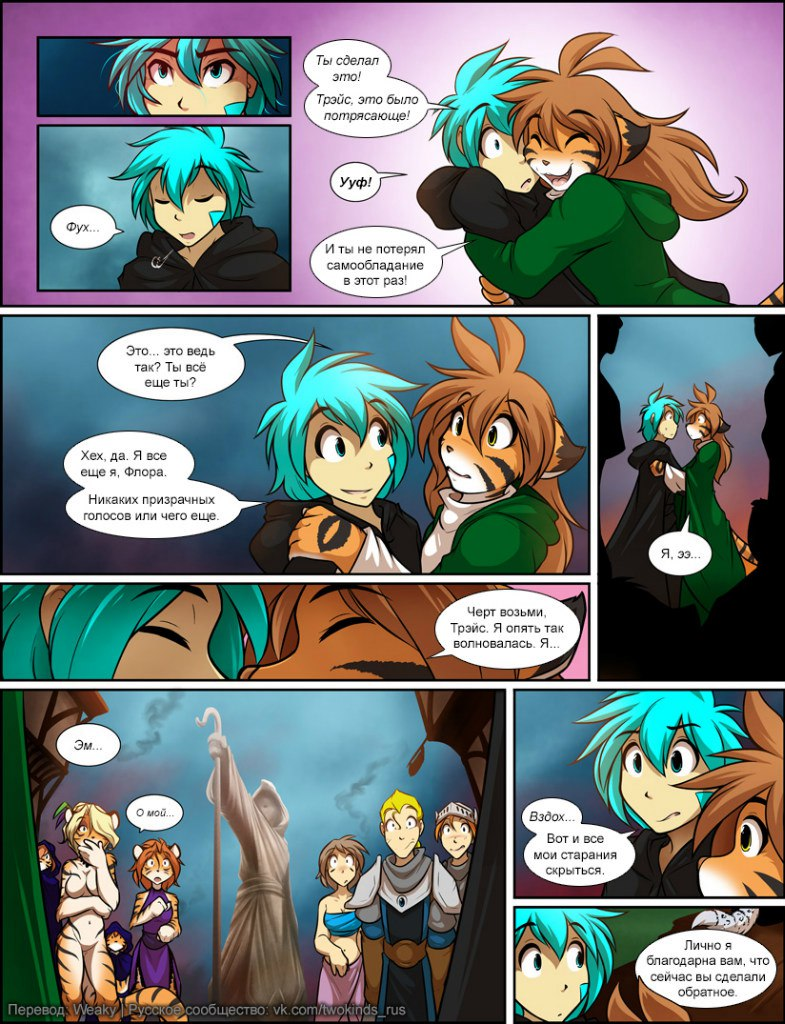 Фух...
Ты сделал
это!
Трэйс, это было
потрясающе!
Ууф!
И ты не потерял
самообладание
в этот раз!
Это... это ведь
так? Ты всё
еще ты?
Хех, да. Я все
еще я, Флора.
Никаких призрачных
голосов или чего еще.
Я, ээ...
Черт возьми,
Трэйс. Я опять так
волновалась. Я...
Эм...
О мой...
Вздох...
Вот и все
мои старания
скрыться.
Лично я
благодарна вам, что
сейчас вы сделали
обратное.
Перевод: Weaky | Русское сообщество: vk.com/twokinds_rus